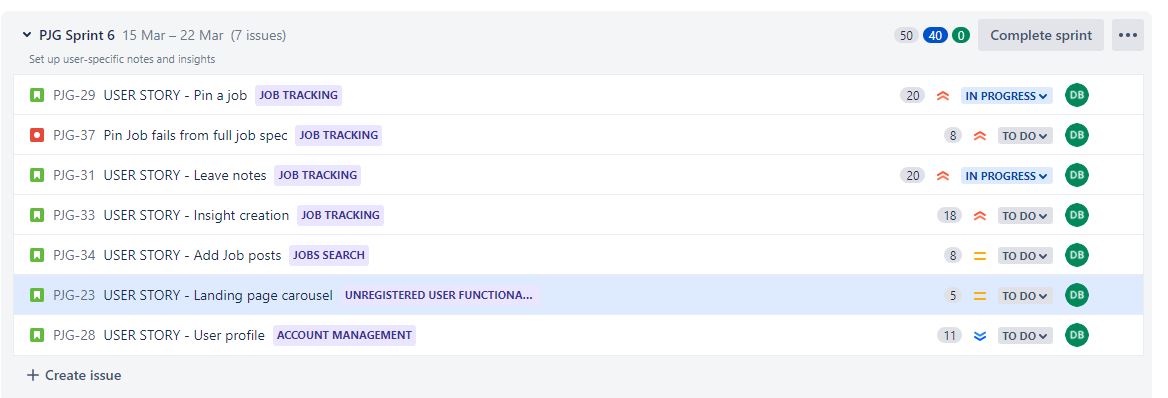 PJG Sprint 6 15 Mar – 22 Mar (7 issues) 50 40 0 Complete sprint
Set up user-specific notes and insights
PJG-29 USER STORY - Pin a job JOB TRACKING 20 IN PROGRESS DB
PJG-37 Pin Job fails from full job spec JOB TRACKING 8 TO DO DB
PJG-31 USER STORY - Leave notes JOB TRACKING 20 IN PROGRESS DB
PJG-33 USER STORY - Insight creation JOB TRACKING 18 TO DO DB
PJG-34 USER STORY - Add Job posts JOBS SEARCH 8 TO DO DB
PJG-23 USER STORY - Landing page carousel UNREGISTERED USER FUNCTIONA... 5 TO DO DB
PJG-28 USER STORY - User profile ACCOUNT MANAGEMENT 11 TO DO DB
+ Create issue